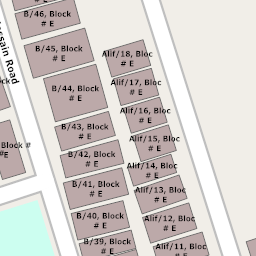 B/46, Block
# E
B/45, Block
# E
B/44, Block
# E
B/43, Block
# E
B/42, Block
# E
B/41, Block
# E
B/40, Block
# E
B/39, Block
# E
Alif/18, Bloc
# E
Alif/17, Bloc
# E
Alif/16, Bloc
# E
Alif/15, Bloc
# E
Alif/14, Bloc
# E
Alif/13, Bloc
# E
Alif/12, Bloc
# E
Alif/11, Bloc
# E
Road
Block #
E